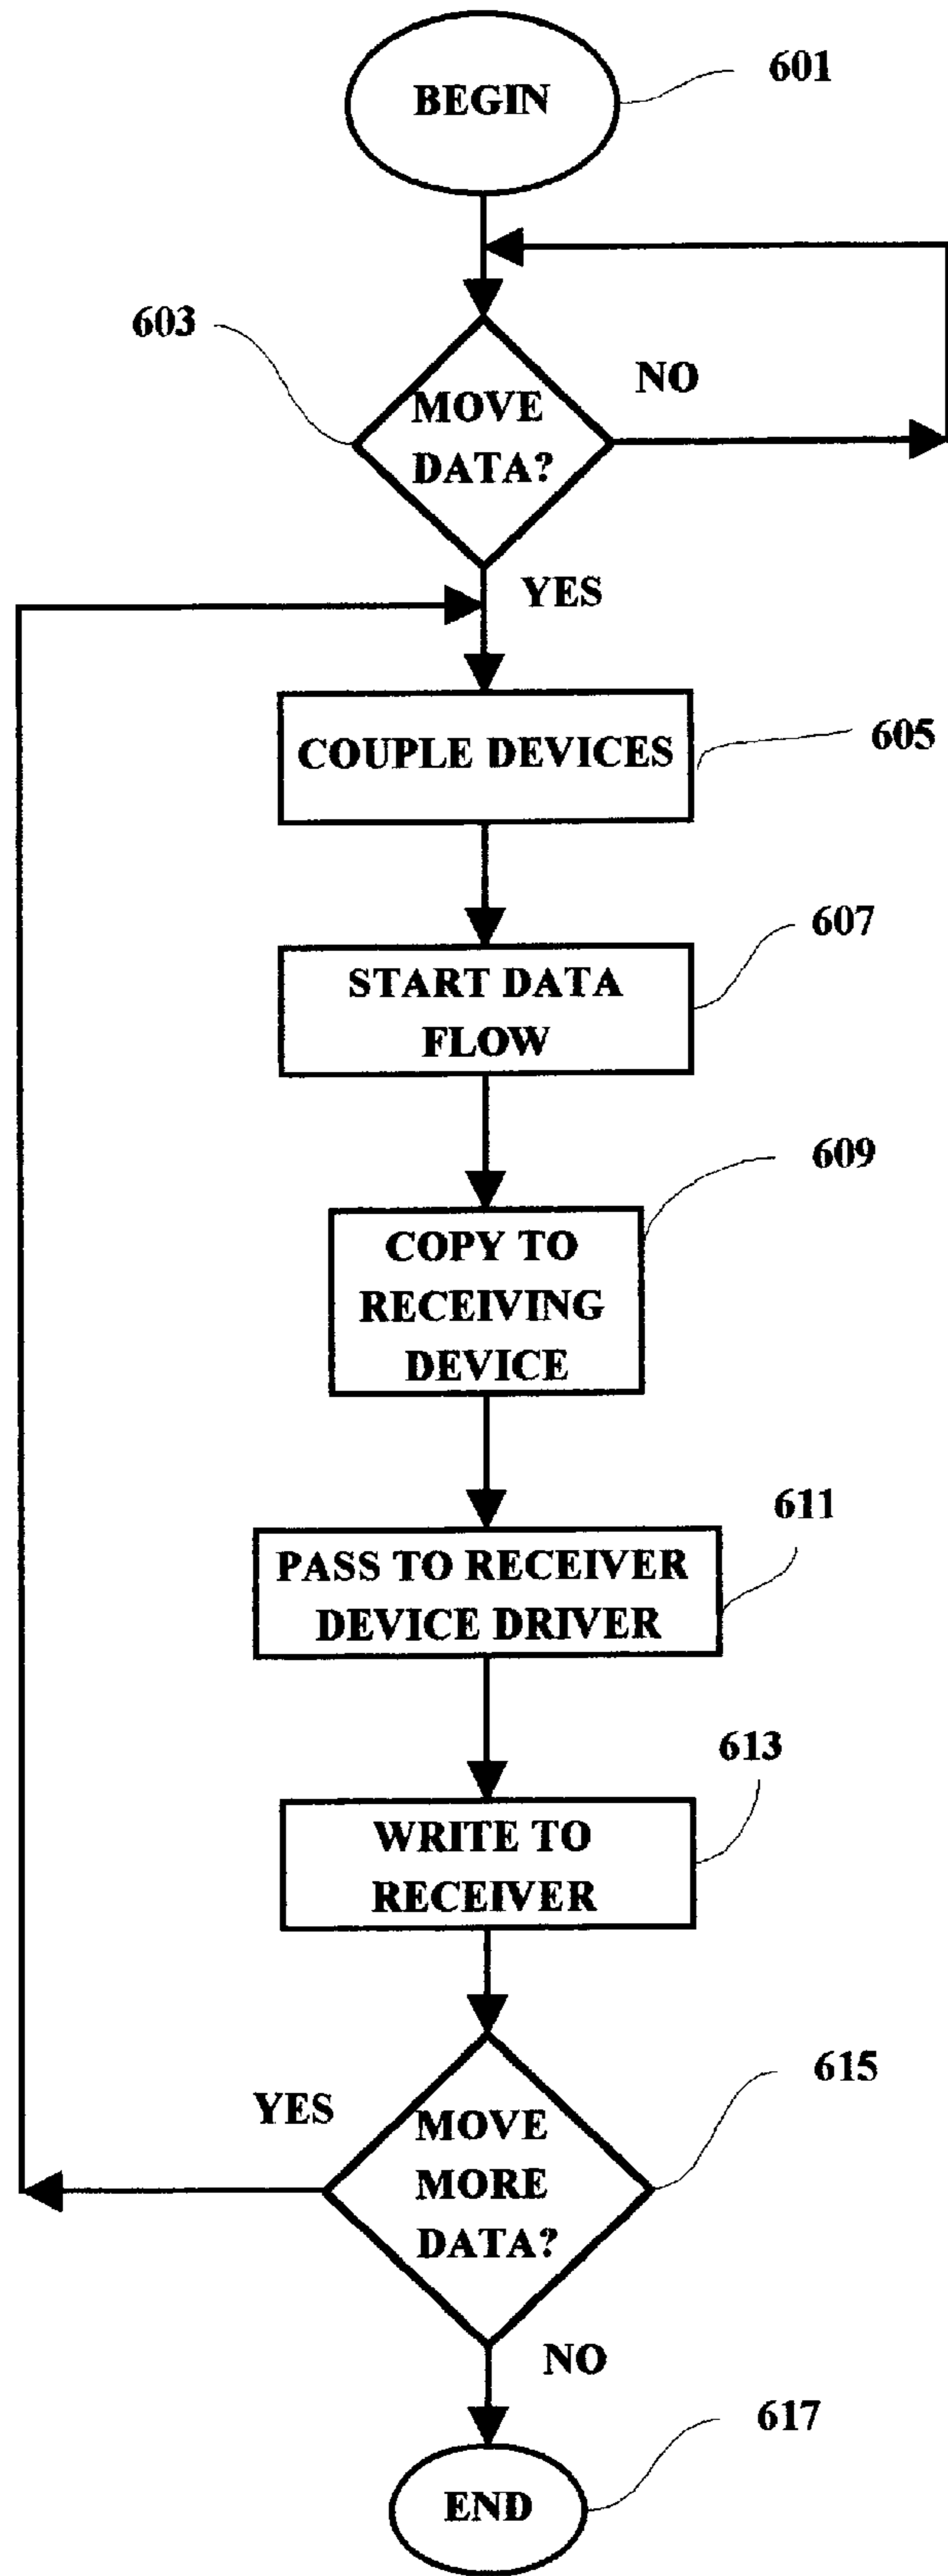 BEGIN
601
603
MOVE
DATA?
NO
YES
COUPLE DEVICES
605
START DATA
FLOW
607
COPY TO
RECEIVING
DEVICE
609
PASS TO RECEIVER
DEVICE DRIVER
611
WRITE TO
RECEIVER
613
YES
MOVE
MORE
DATA?
615
NO
END
617